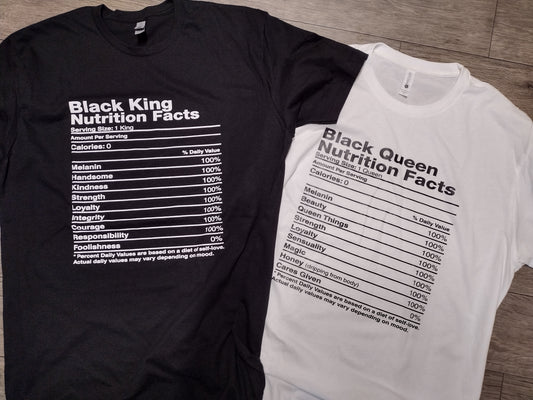 Black King
Nutrition Facts
Serving Size: 1 King
Amount Per Serving
Calories: 0
% Daily Value
Melanin 100%
Handsome 100%
Kindness 100%
Strength 100%
Loyalty 100%
Integrity 100%
Courage 100%
Responsibility 100%
Foolishness 0%
* Percent Daily Values are based on a diet of self-love.
Actual daily values may vary depending on mood.
Black Queen
Nutrition Facts
Serving Size: 1 Queen
Amount Per Serving
Calories: 0
% Daily Value
Melanin 100%
Beauty 100%
Queen Things 100%
Strength 100%
Loyalty 100%
Sensuality 100%
Magic 100%
Honey (dripping from body) 100%
Cares Given 0%
* Percent Daily Values are based on a diet of self-love.
Actual daily values may vary depending on mood.